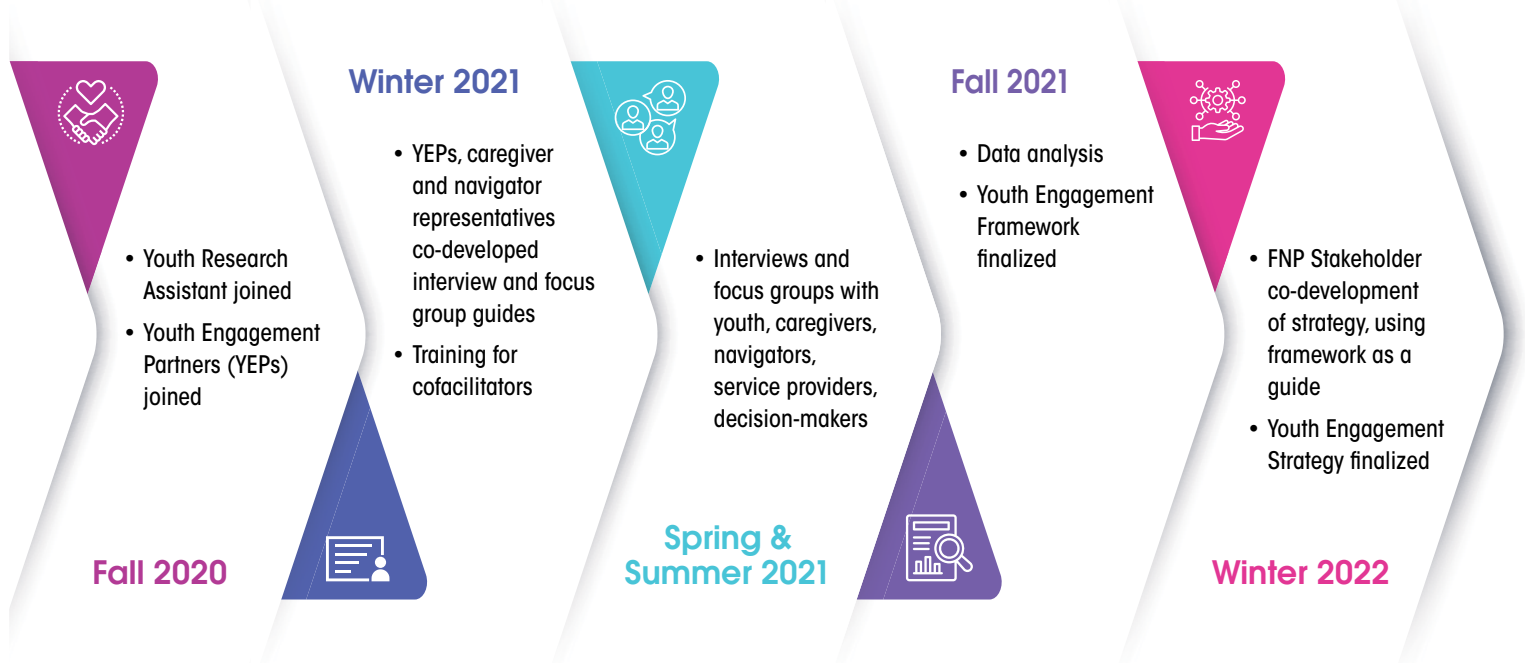 Fall 2020
• Youth Research
Assistant joined
• Youth Engagement
Partners (YEPs)
joined
Winter 2021
• YEPs, caregiver
and navigator
representatives
co-developed
interview and focus
group guides
• Training for
cofacilitators
Spring &
Summer 2021
• Interviews and
focus groups with
youth, caregivers,
navigators,
service providers,
decision-makers
Fall 2021
• Data analysis
• Youth Engagement
Framework
finalized
Winter 2022
• FNP Stakeholder
co-development
of strategy, using
framework as a
guide
• Youth Engagement
Strategy finalized